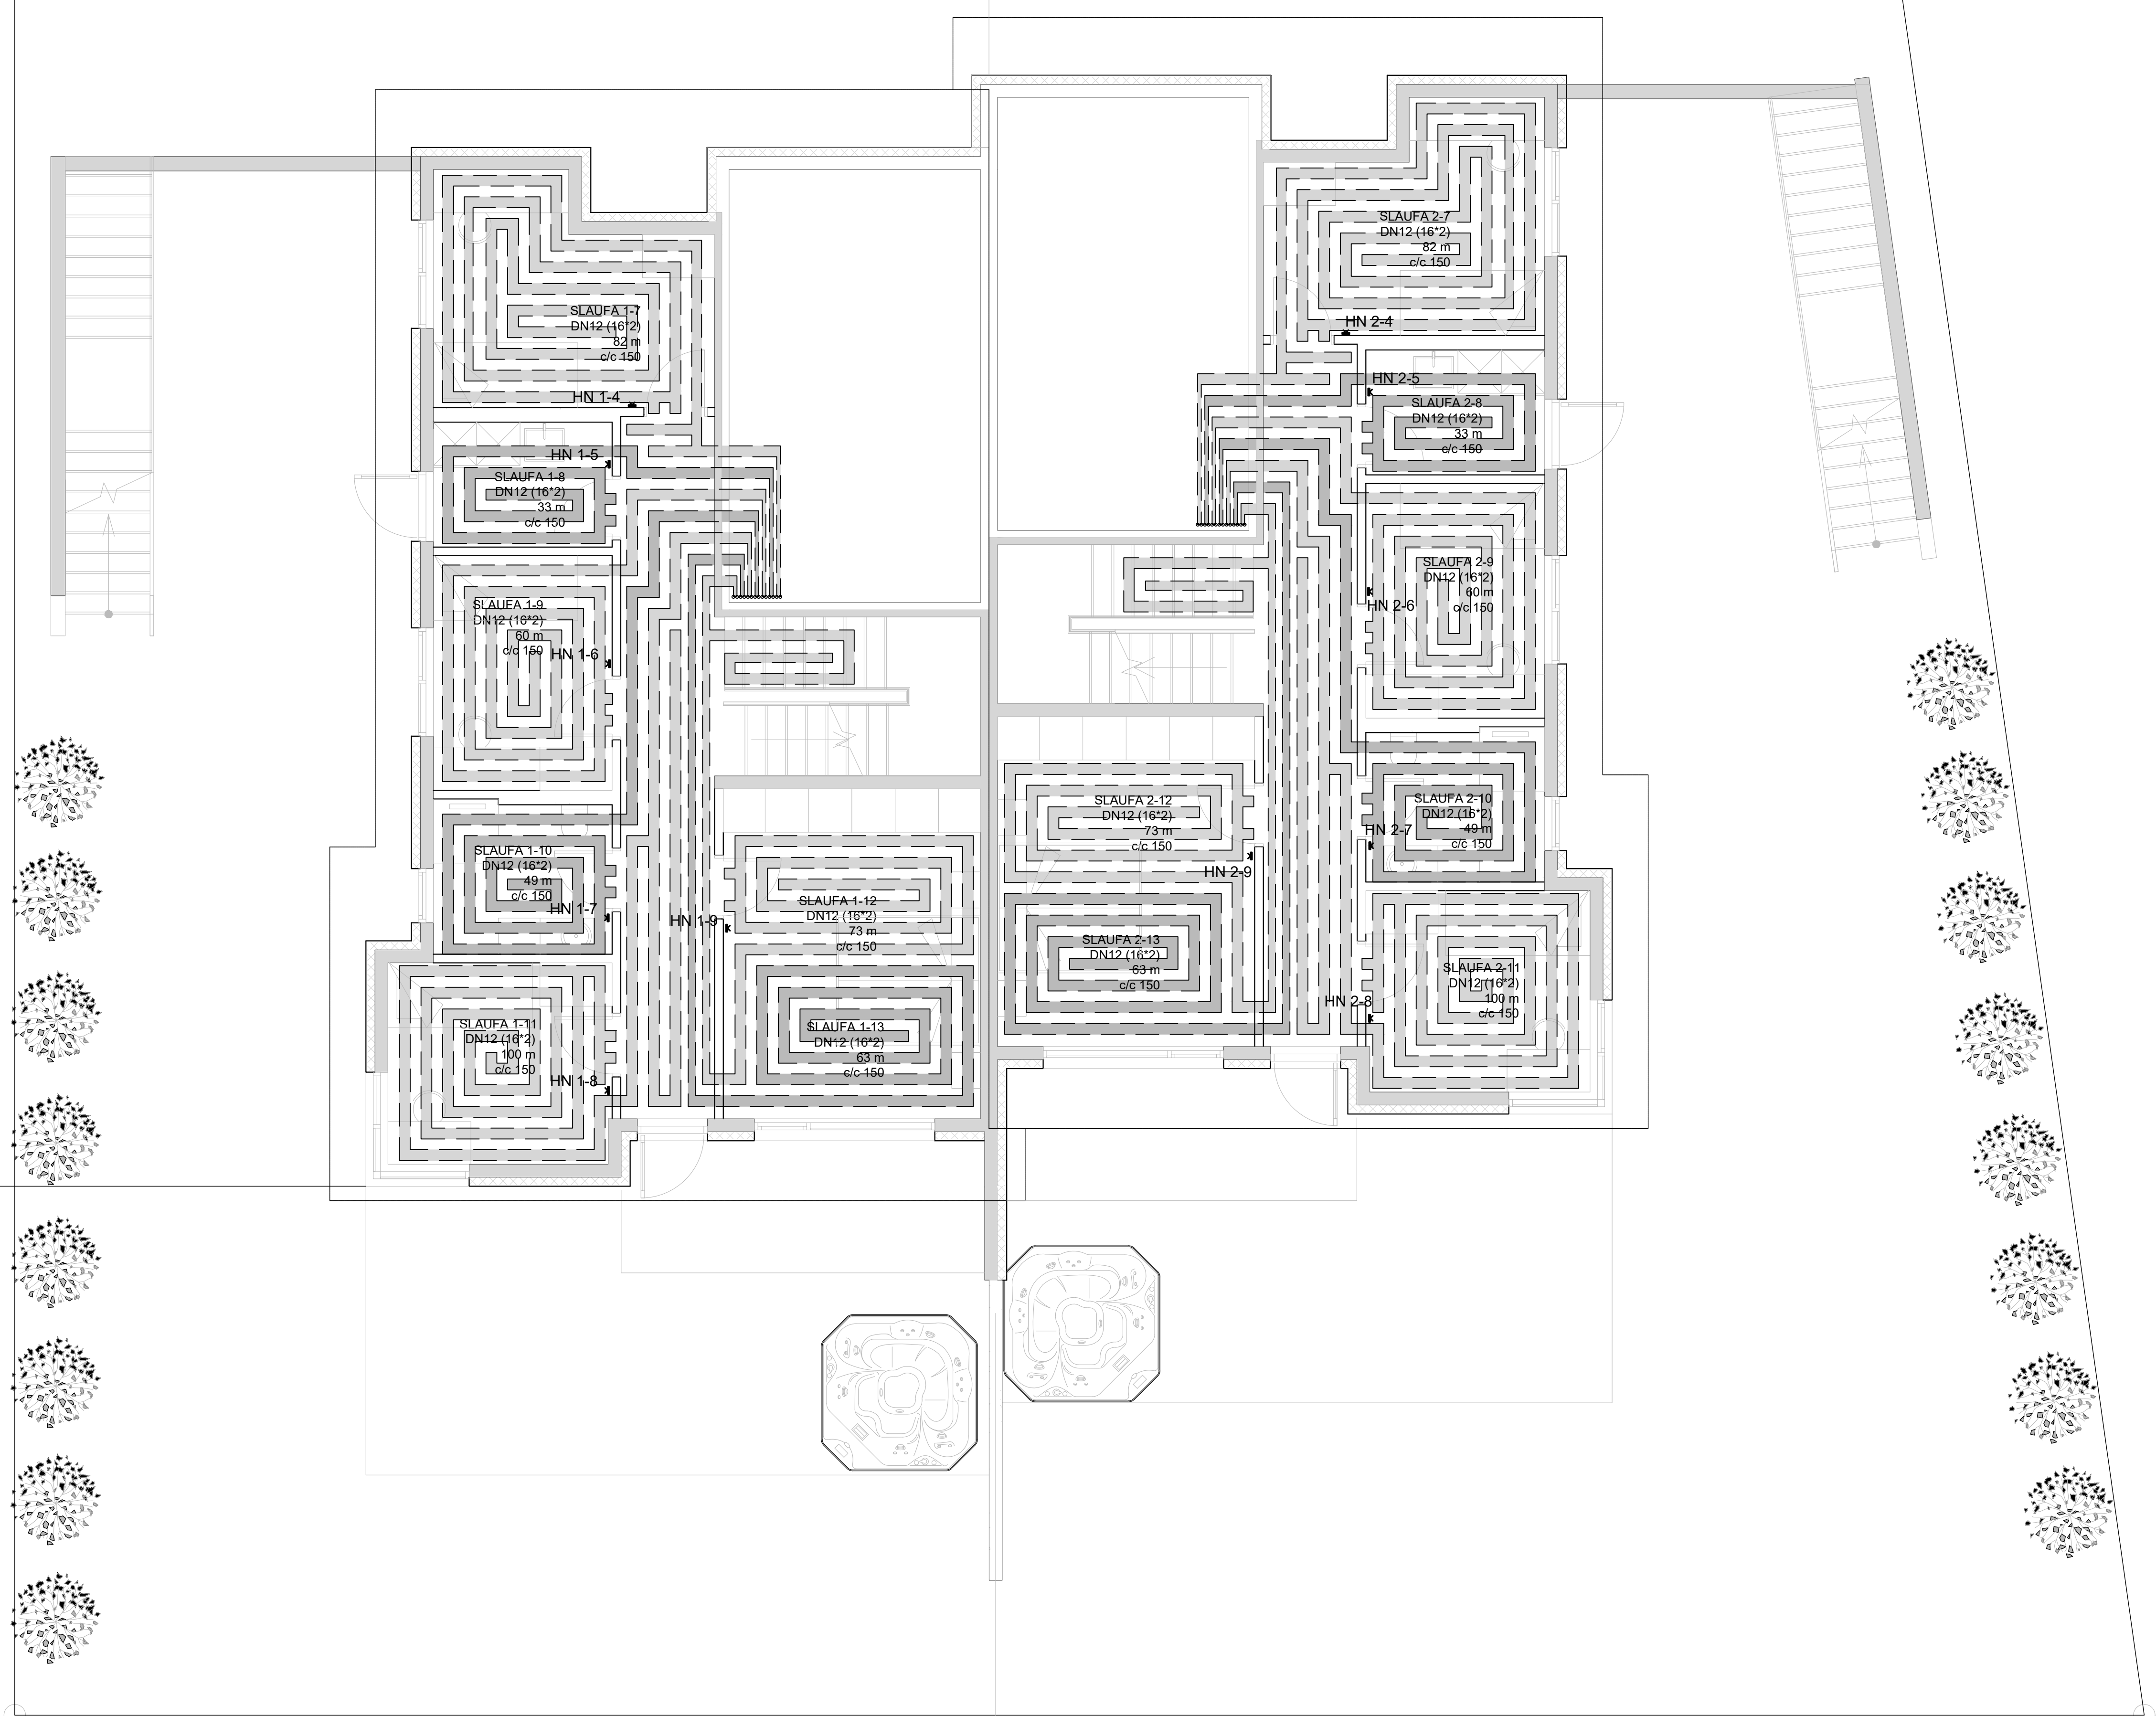 SLAUFA 2-7
DN12 (16*2)
82 m
c/c 150
HN 2-4
SLAUFA 1-7
DN12 (16*2)
82 m
c/c 150
HN 1-4
HN 2-5
SLAUFA 2-8
DN12 (16*2)
33 m
c/c 150
HN 1-5
SLAUFA 1-8
DN12 (16*2)
33 m
c/c 150
SLAUFA 2-9
DN12 (16*2)
60 m
c/c 150
HN 2-6
SLAUFA 1-9
DN12 (16*2)
60 m
c/c 150
HN 1-6
SLAUFA 2-12
DN12 (16*2)
73 m
c/c 150
HN 2-9
SLAUFA 2-10
DN12 (16*2)
49 m
c/c 150
HN 2-7
SLAUFA 1-10
DN12 (16*2)
49 m
c/c 150
HN 1-7
HN 1-9
SLAUFA 1-12
DN12 (16*2)
73 m
c/c 150
SLAUFA 2-13
DN12 (16*2)
63 m
c/c 150
SLAUFA 2-11
DN12 (16*2)
100 m
c/c 150
HN 2-8
SLAUFA 1-11
DN12 (16*2)
100 m
c/c 150
HN 1-8
SLAUFA 1-13
DN12 (16*2)
63 m
c/c 150